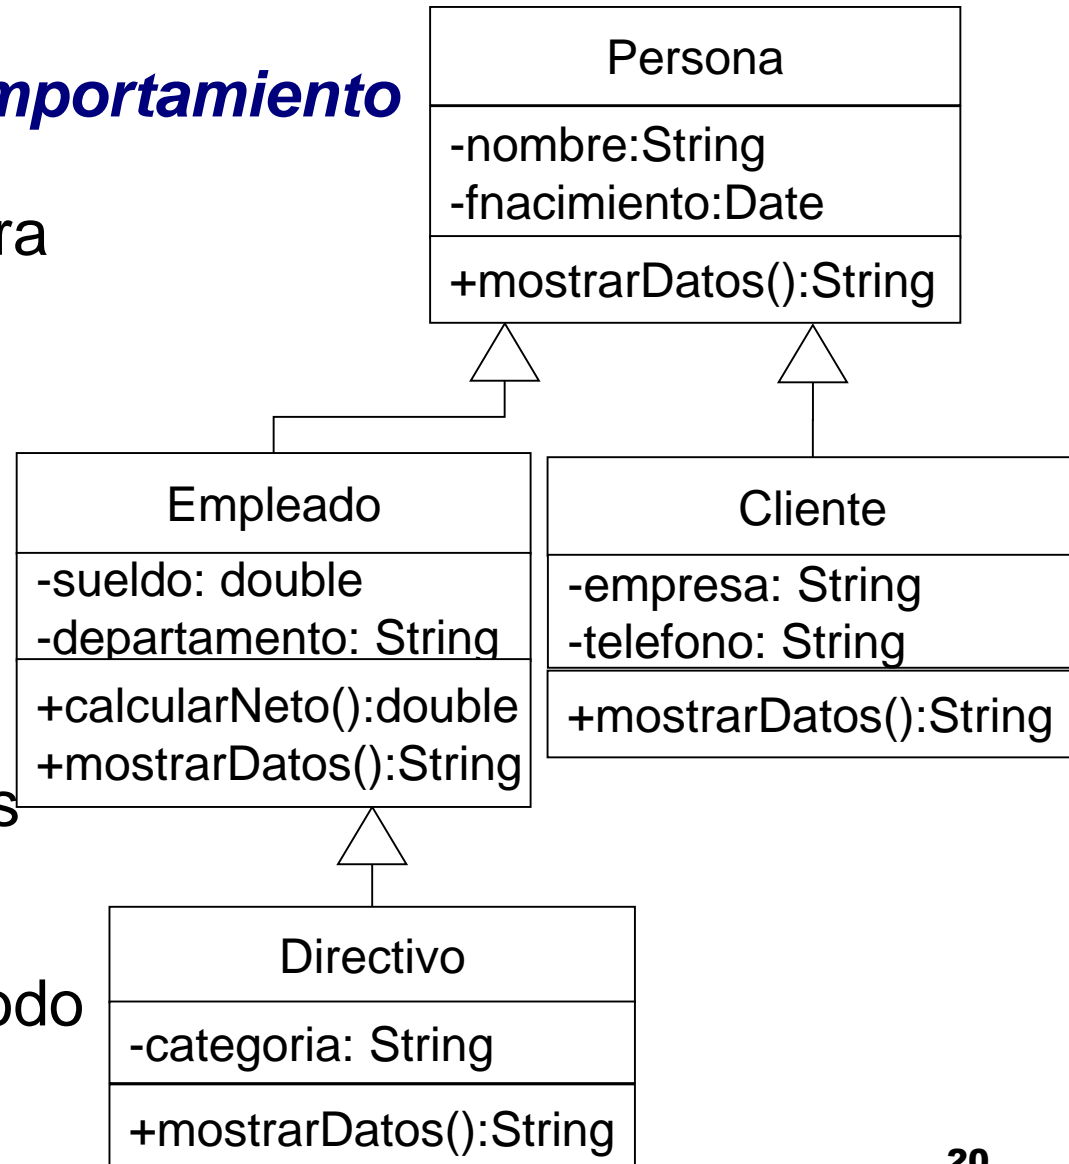 mportamiento
ra
s
odo
Persona
-nombre:String
-fnacimiento:Date
+mostrarDatos():String
Empleado
-sueldo: double
-departamento: String
+calcularNeto():double
+mostrarDatos():String
Cliente
-empresa: String
-telefono: String
+mostrarDatos():String
Directivo
-categoria: String
+mostrarDatos():String
20